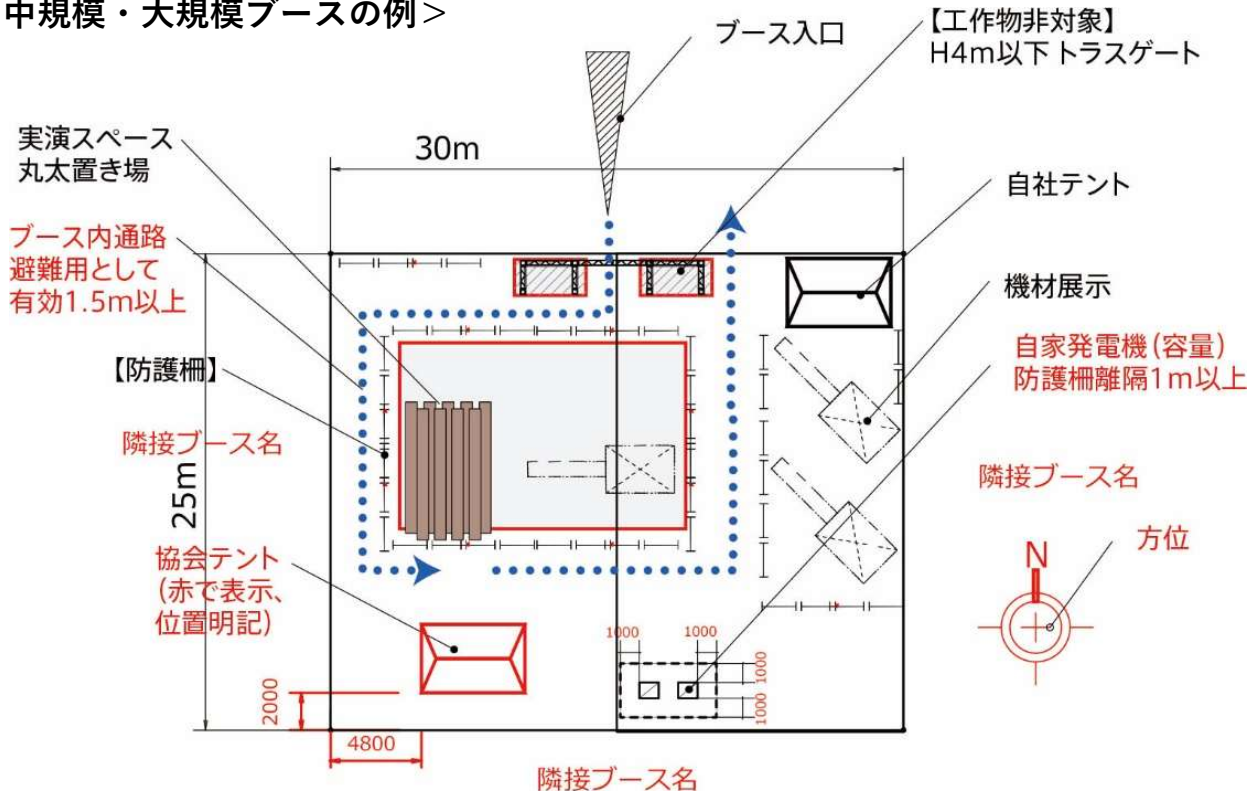 中規模・大規模ブースの例＞
ブース入口
【工作物非対象】
H4m以下トラスゲート
実演スペース
丸太置き場
30m
自社テント
ブース内通路
避難用として
有効1.5m以上
機材展示
自家発電機(容量)
防護柵離隔1m以上
【防護柵】
隣接ブース名
25m
隣接ブース名
方位
N
協会テント
(赤で表示、
位置明記)
1000
1000
1000
1000
2000
4800
隣接ブース名